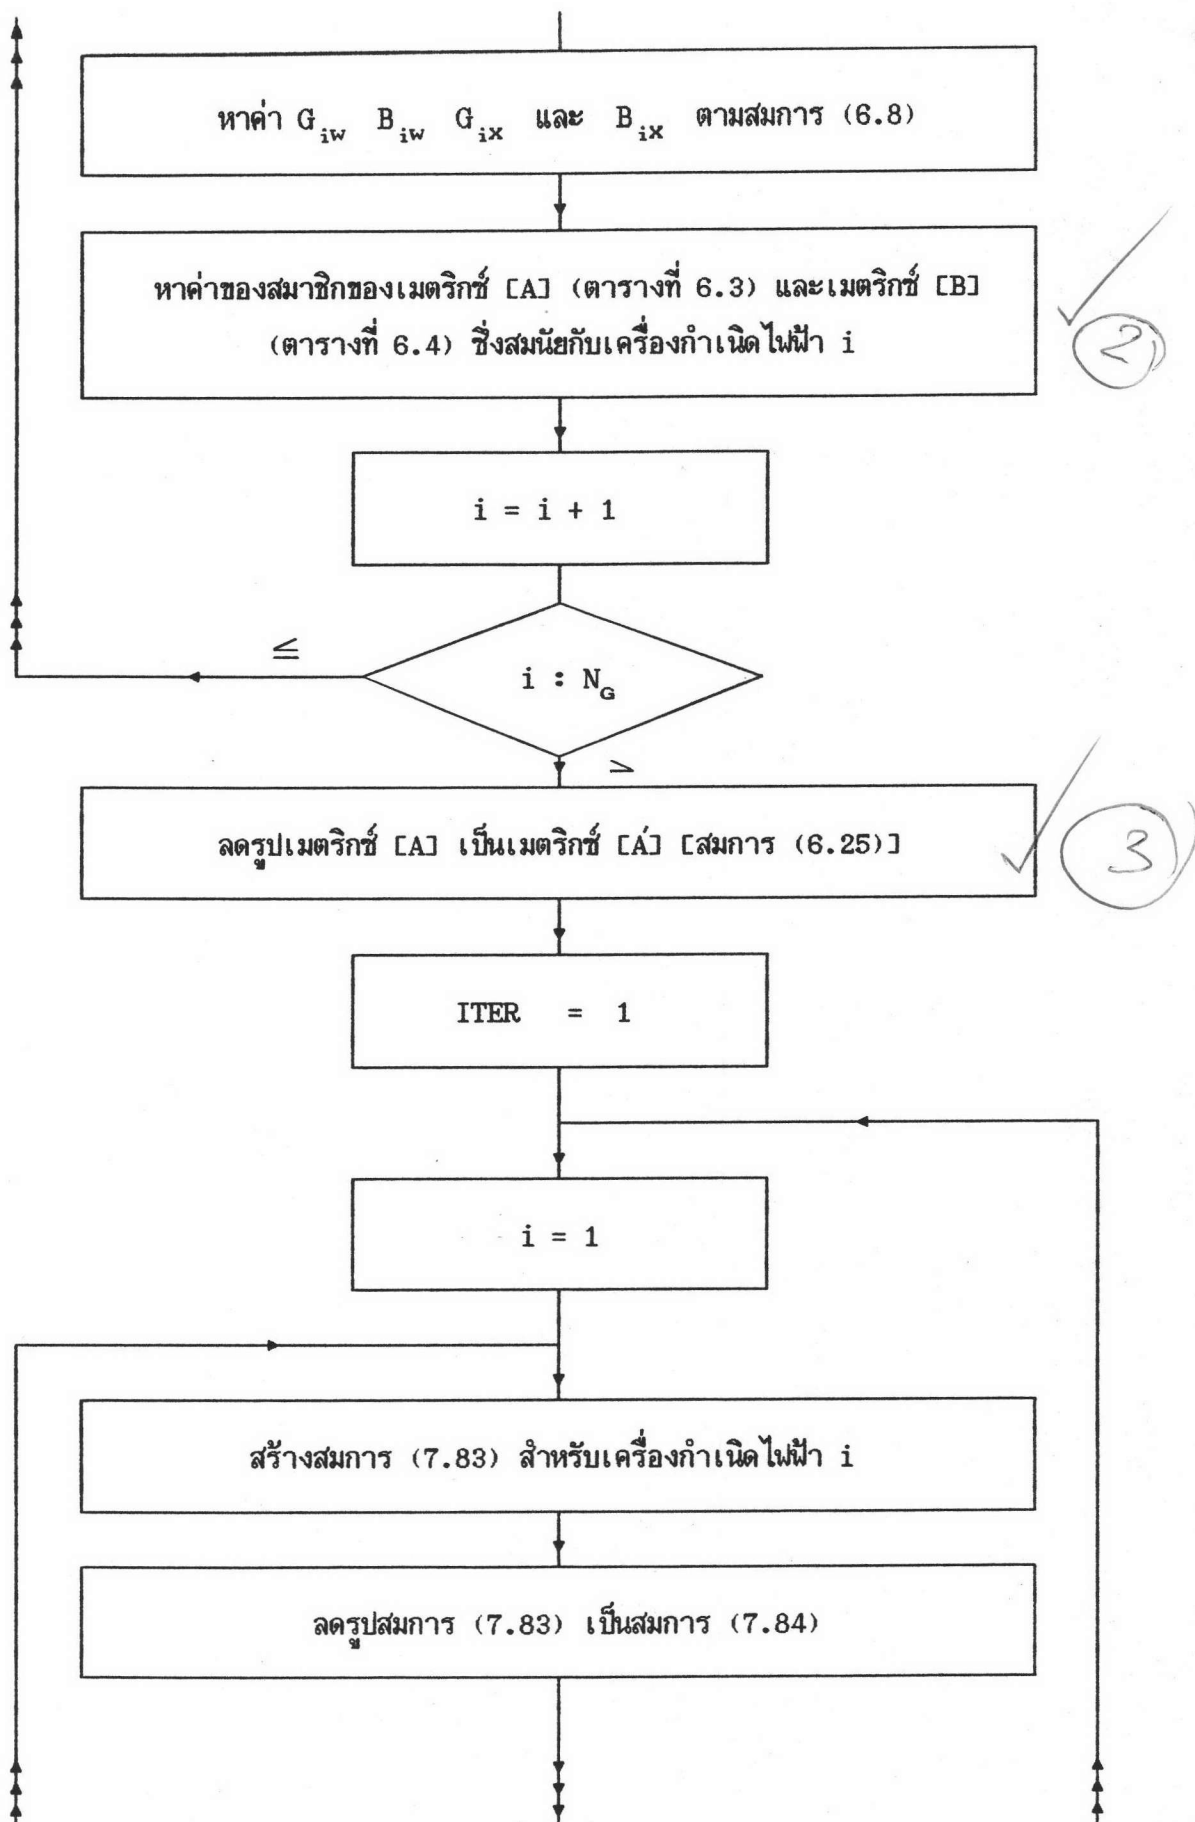 หาค่า G_iw B_iw G_ix และ B_ix ตามสมการ (6.8)
หาค่าของสมาชิกของเมตริกซ์ [A] (ตารางที่ 6.3) และเมตริกซ์ [B]
(ตารางที่ 6.4) ซึ่งสมนัยกับเครื่องกำเนิดไฟฟ้า i
2
i = i + 1
≤
i : N_G
>
ลดรูปเมตริกซ์ [A] เป็นเมตริกซ์ [A′] [สมการ (6.25)]
3
ITER = 1
i = 1
สร้างสมการ (7.83) สำหรับเครื่องกำเนิดไฟฟ้า i
ลดรูปสมการ (7.83) เป็นสมการ (7.84)